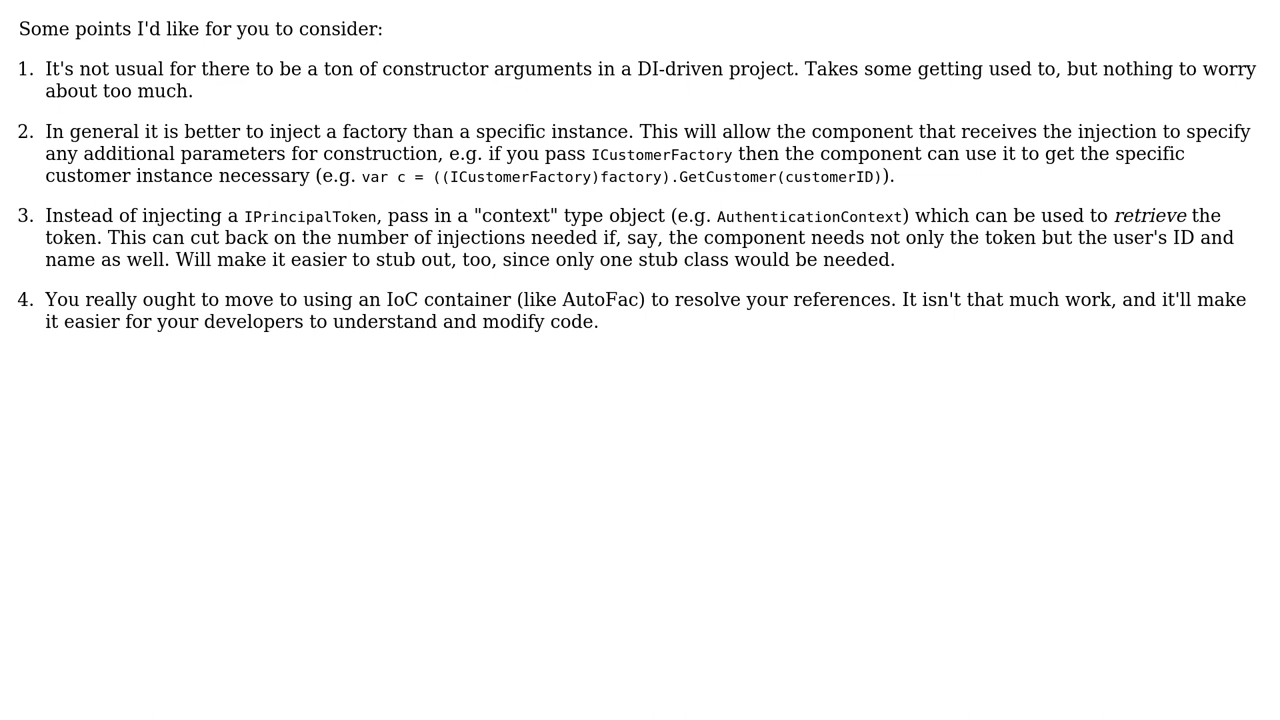 Some points I'd like for you to consider:
1. It's not usual for there to be a ton of constructor arguments in a DI-driven project. Takes some getting used to, but nothing to worry
about too much.
2. In general it is better to inject a factory than a specific instance. This will allow the component that receives the injection to specify
any additional parameters for construction, e.g. if you pass ICustomerFactory then the component can use it to get the specific
customer instance necessary (e.g. var c = ((ICustomerFactory)factory).GetCustomer(customerID)).
3. Instead of injecting a IPrincipalToken, pass in a "context" type object (e.g. AuthenticationContext) which can be used to retrieve the
token. This can cut back on the number of injections needed if, say, the component needs not only the token but the user's ID and
name as well. Will make it easier to stub out, too, since only one stub class would be needed.
4. You really ought to move to using an IoC container (like AutoFac) to resolve your references. It isn't that much work, and it'll make
it easier for your developers to understand and modify code.